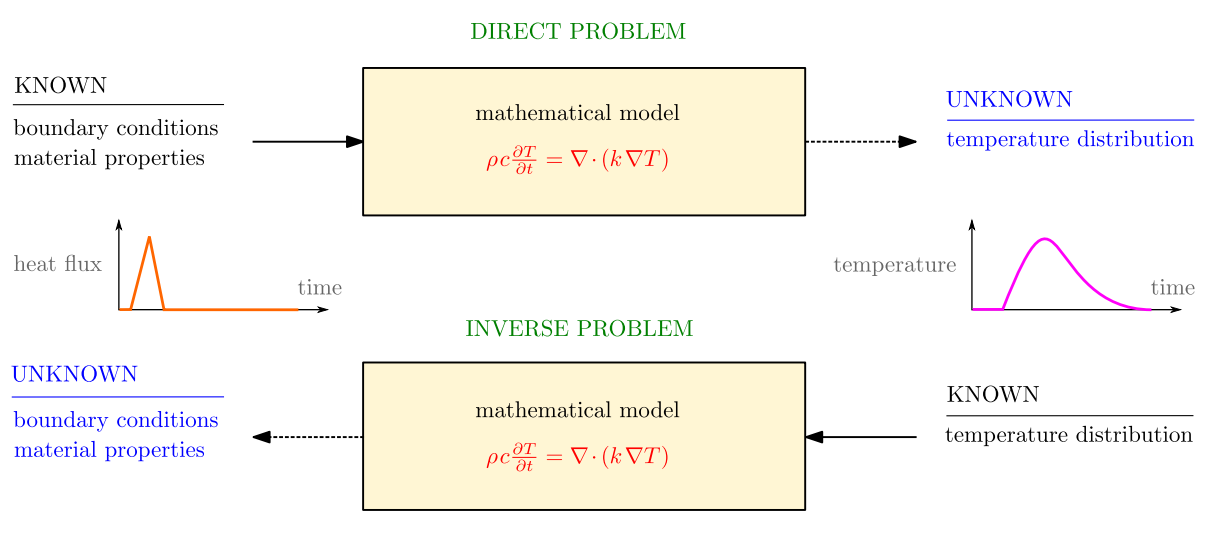 DIRECT PROBLEM
KNOWN
boundary conditions
material properties
mathematical model
ρc ∂T/∂t = ∇·(k∇T)
UNKNOWN
temperature distribution
heat flux
time
temperature
time
INVERSE PROBLEM
UNKNOWN
boundary conditions
material properties
mathematical model
ρc ∂T/∂t = ∇·(k∇T)
KNOWN
temperature distribution